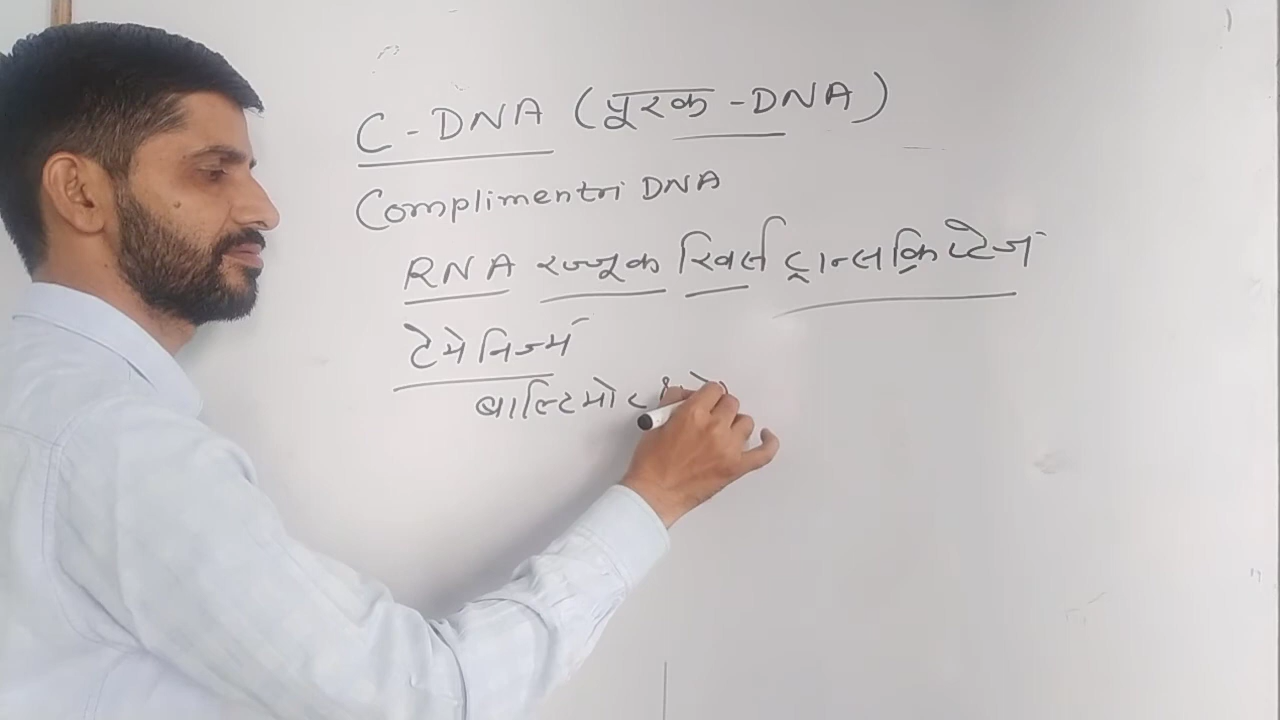 C-DNA (पूरक-DNA)
Complimentri DNA
RNA रज्जूक रिवर्स ट्रान्सक्रिप्टेज
टेमेनिज्म
बाल्टिमोर